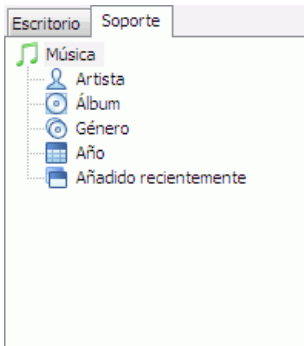 Escritorio Soporte
Música
Artista
Álbum
Género
Año
Añadido recientemente